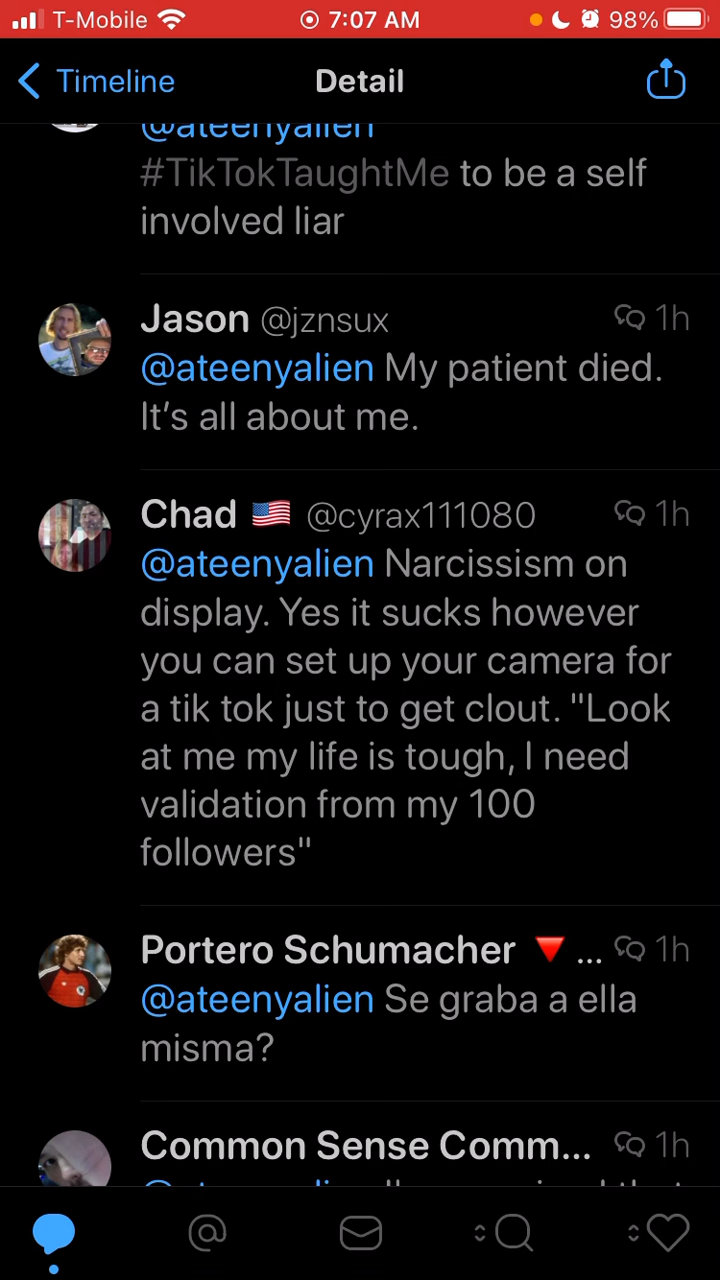 T-Mobile 7:07 AM 98%
Timeline Detail
@ateenyalien
#TikTokTaughtMe to be a self
involved liar
Jason @jznsux 1h
@ateenyalien My patient died.
It's all about me.
Chad 🇺🇸 @cyrax111080 1h
@ateenyalien Narcissism on
display. Yes it sucks however
you can set up your camera for
a tik tok just to get clout. "Look
at me my life is tough, I need
validation from my 100
followers"
Portero Schumacher 🔻 ... 1h
@ateenyalien Se graba a ella
misma?
Common Sense Comm... 1h